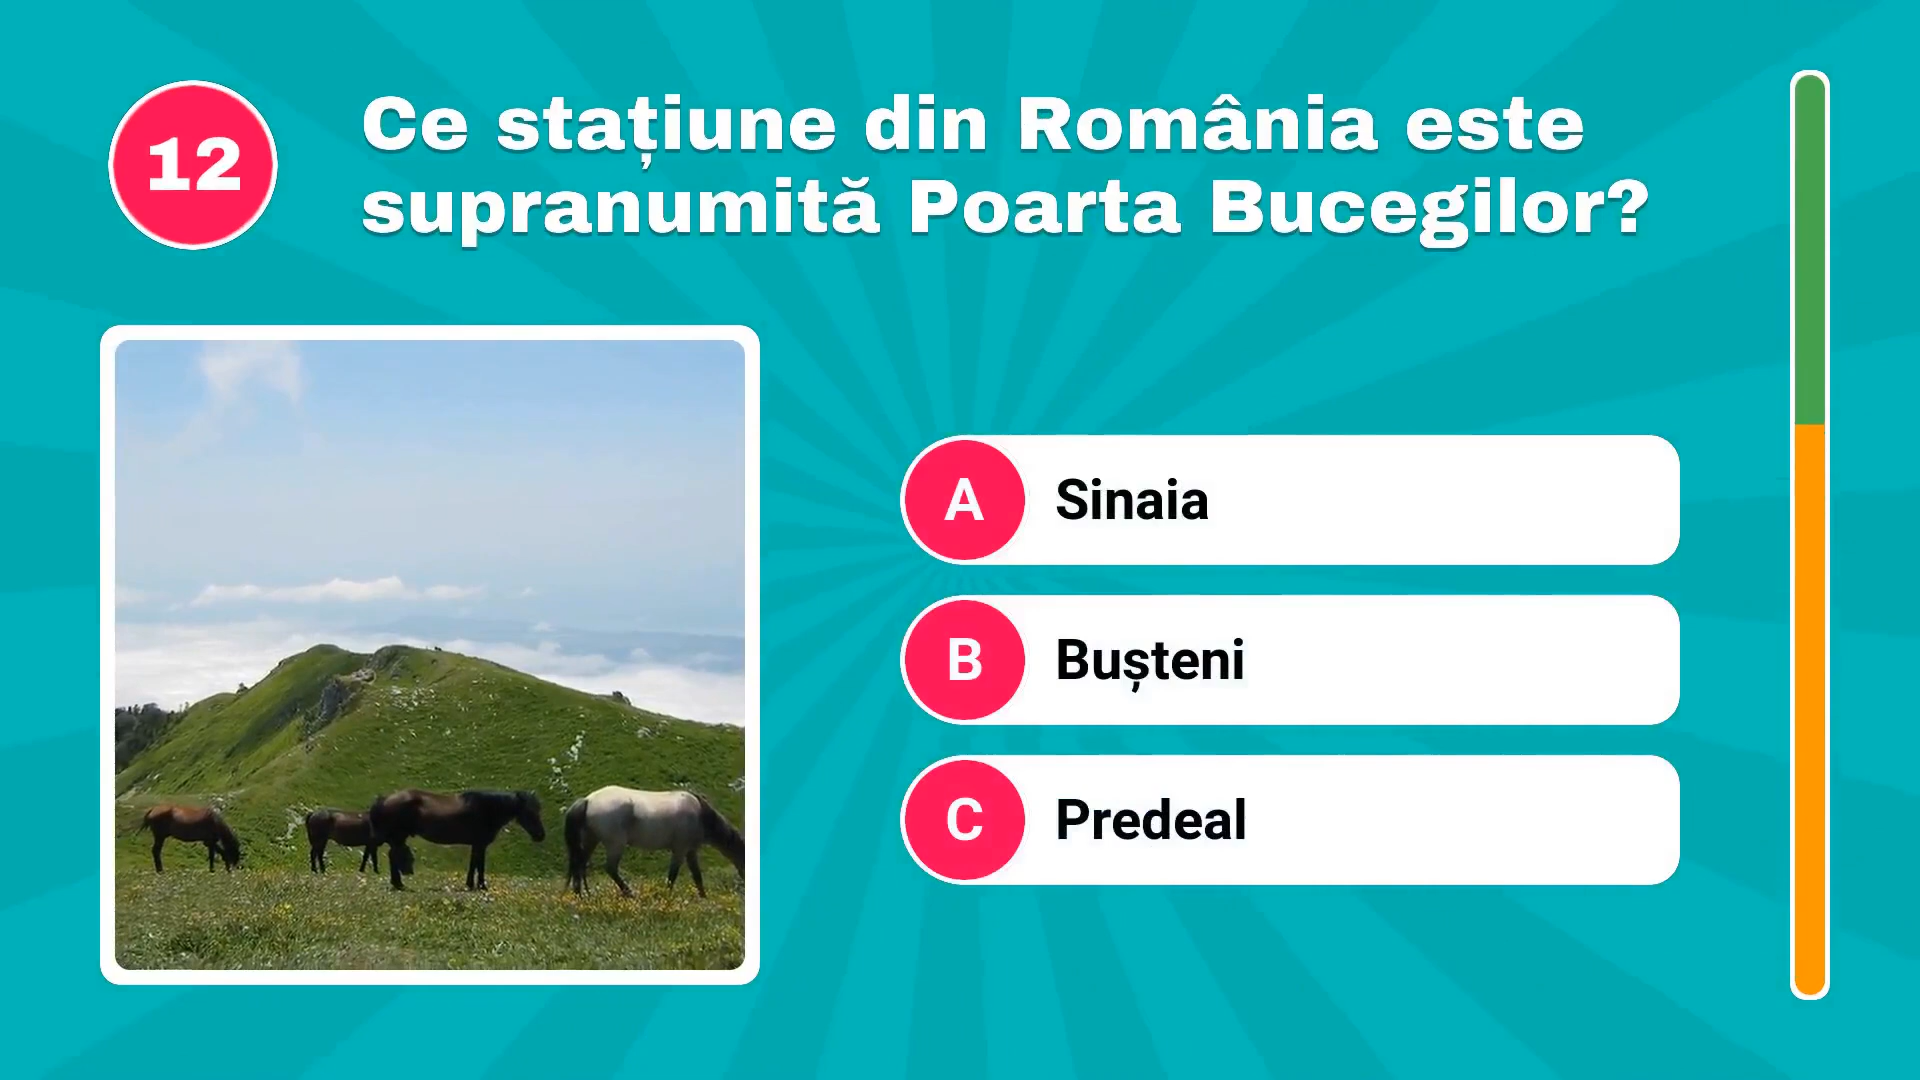 12
Ce stațiune din România este
supranumită Poarta Bucegilor?
A Sinaia
B Bușteni
C Predeal